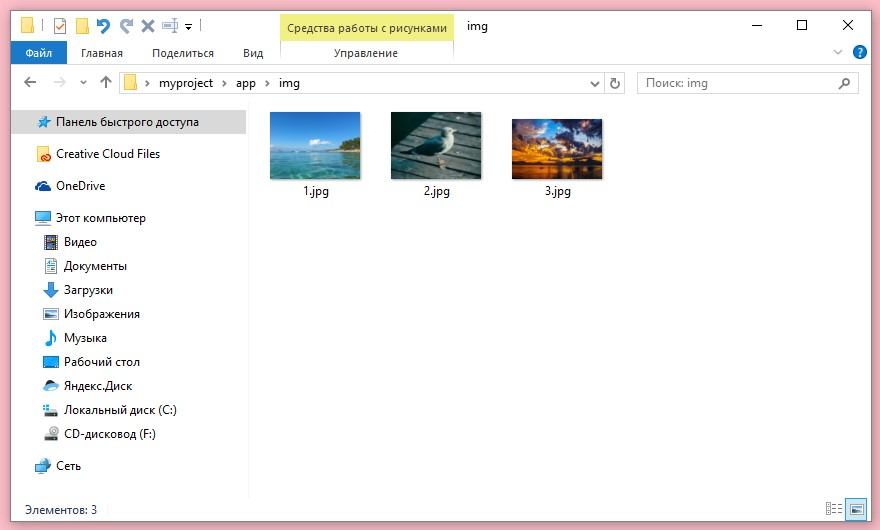 Средства работы с рисунками
img
Файл
Главная
Поделиться
Вид
Управление
myproject
app
img
Поиск: img
Панель быстрого доступа
Creative Cloud Files
OneDrive
Этот компьютер
Видео
Документы
Загрузки
Изображения
Музыка
Рабочий стол
Яндекс.Диск
Локальный диск (C:)
CD-дисковод (F:)
Сеть
1.jpg
2.jpg
3.jpg
Элементов: 3